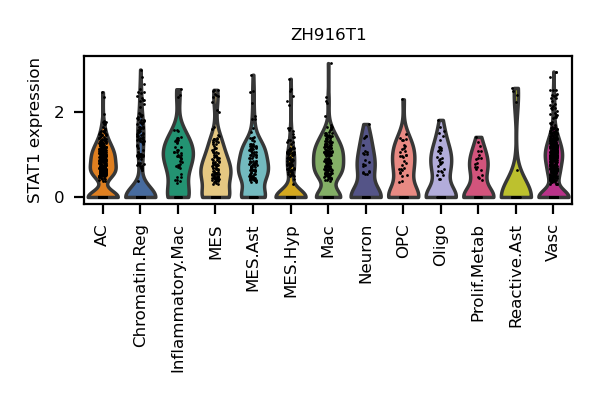 ZH916T1
STAT1 expression
2
0
AC
Chromatin.Reg
Inflammatory.Mac
MES
MES.Ast
MES.Hyp
Mac
Neuron
OPC
Oligo
Prolif.Metab
Reactive.Ast
Vasc